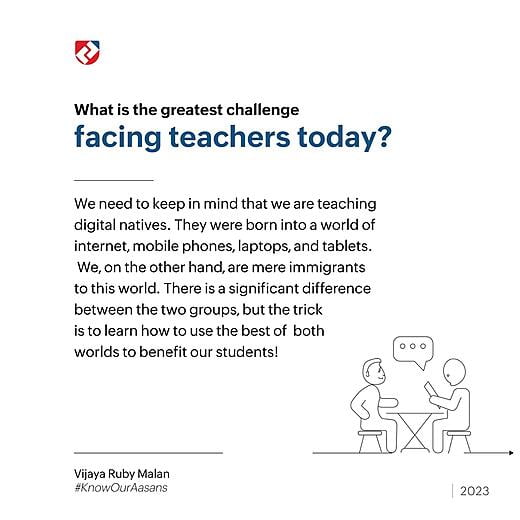 What is the greatest challenge
facing teachers today?
We need to keep in mind that we are teaching
digital natives. They were born into a world of
internet, mobile phones, laptops, and tablets.
We, on the other hand, are mere immigrants
to this world. There is a significant difference
between the two groups, but the trick
is to learn how to use the best of both
worlds to benefit our students!
Vijaya Ruby Malan
#KnowOurAasans
2023